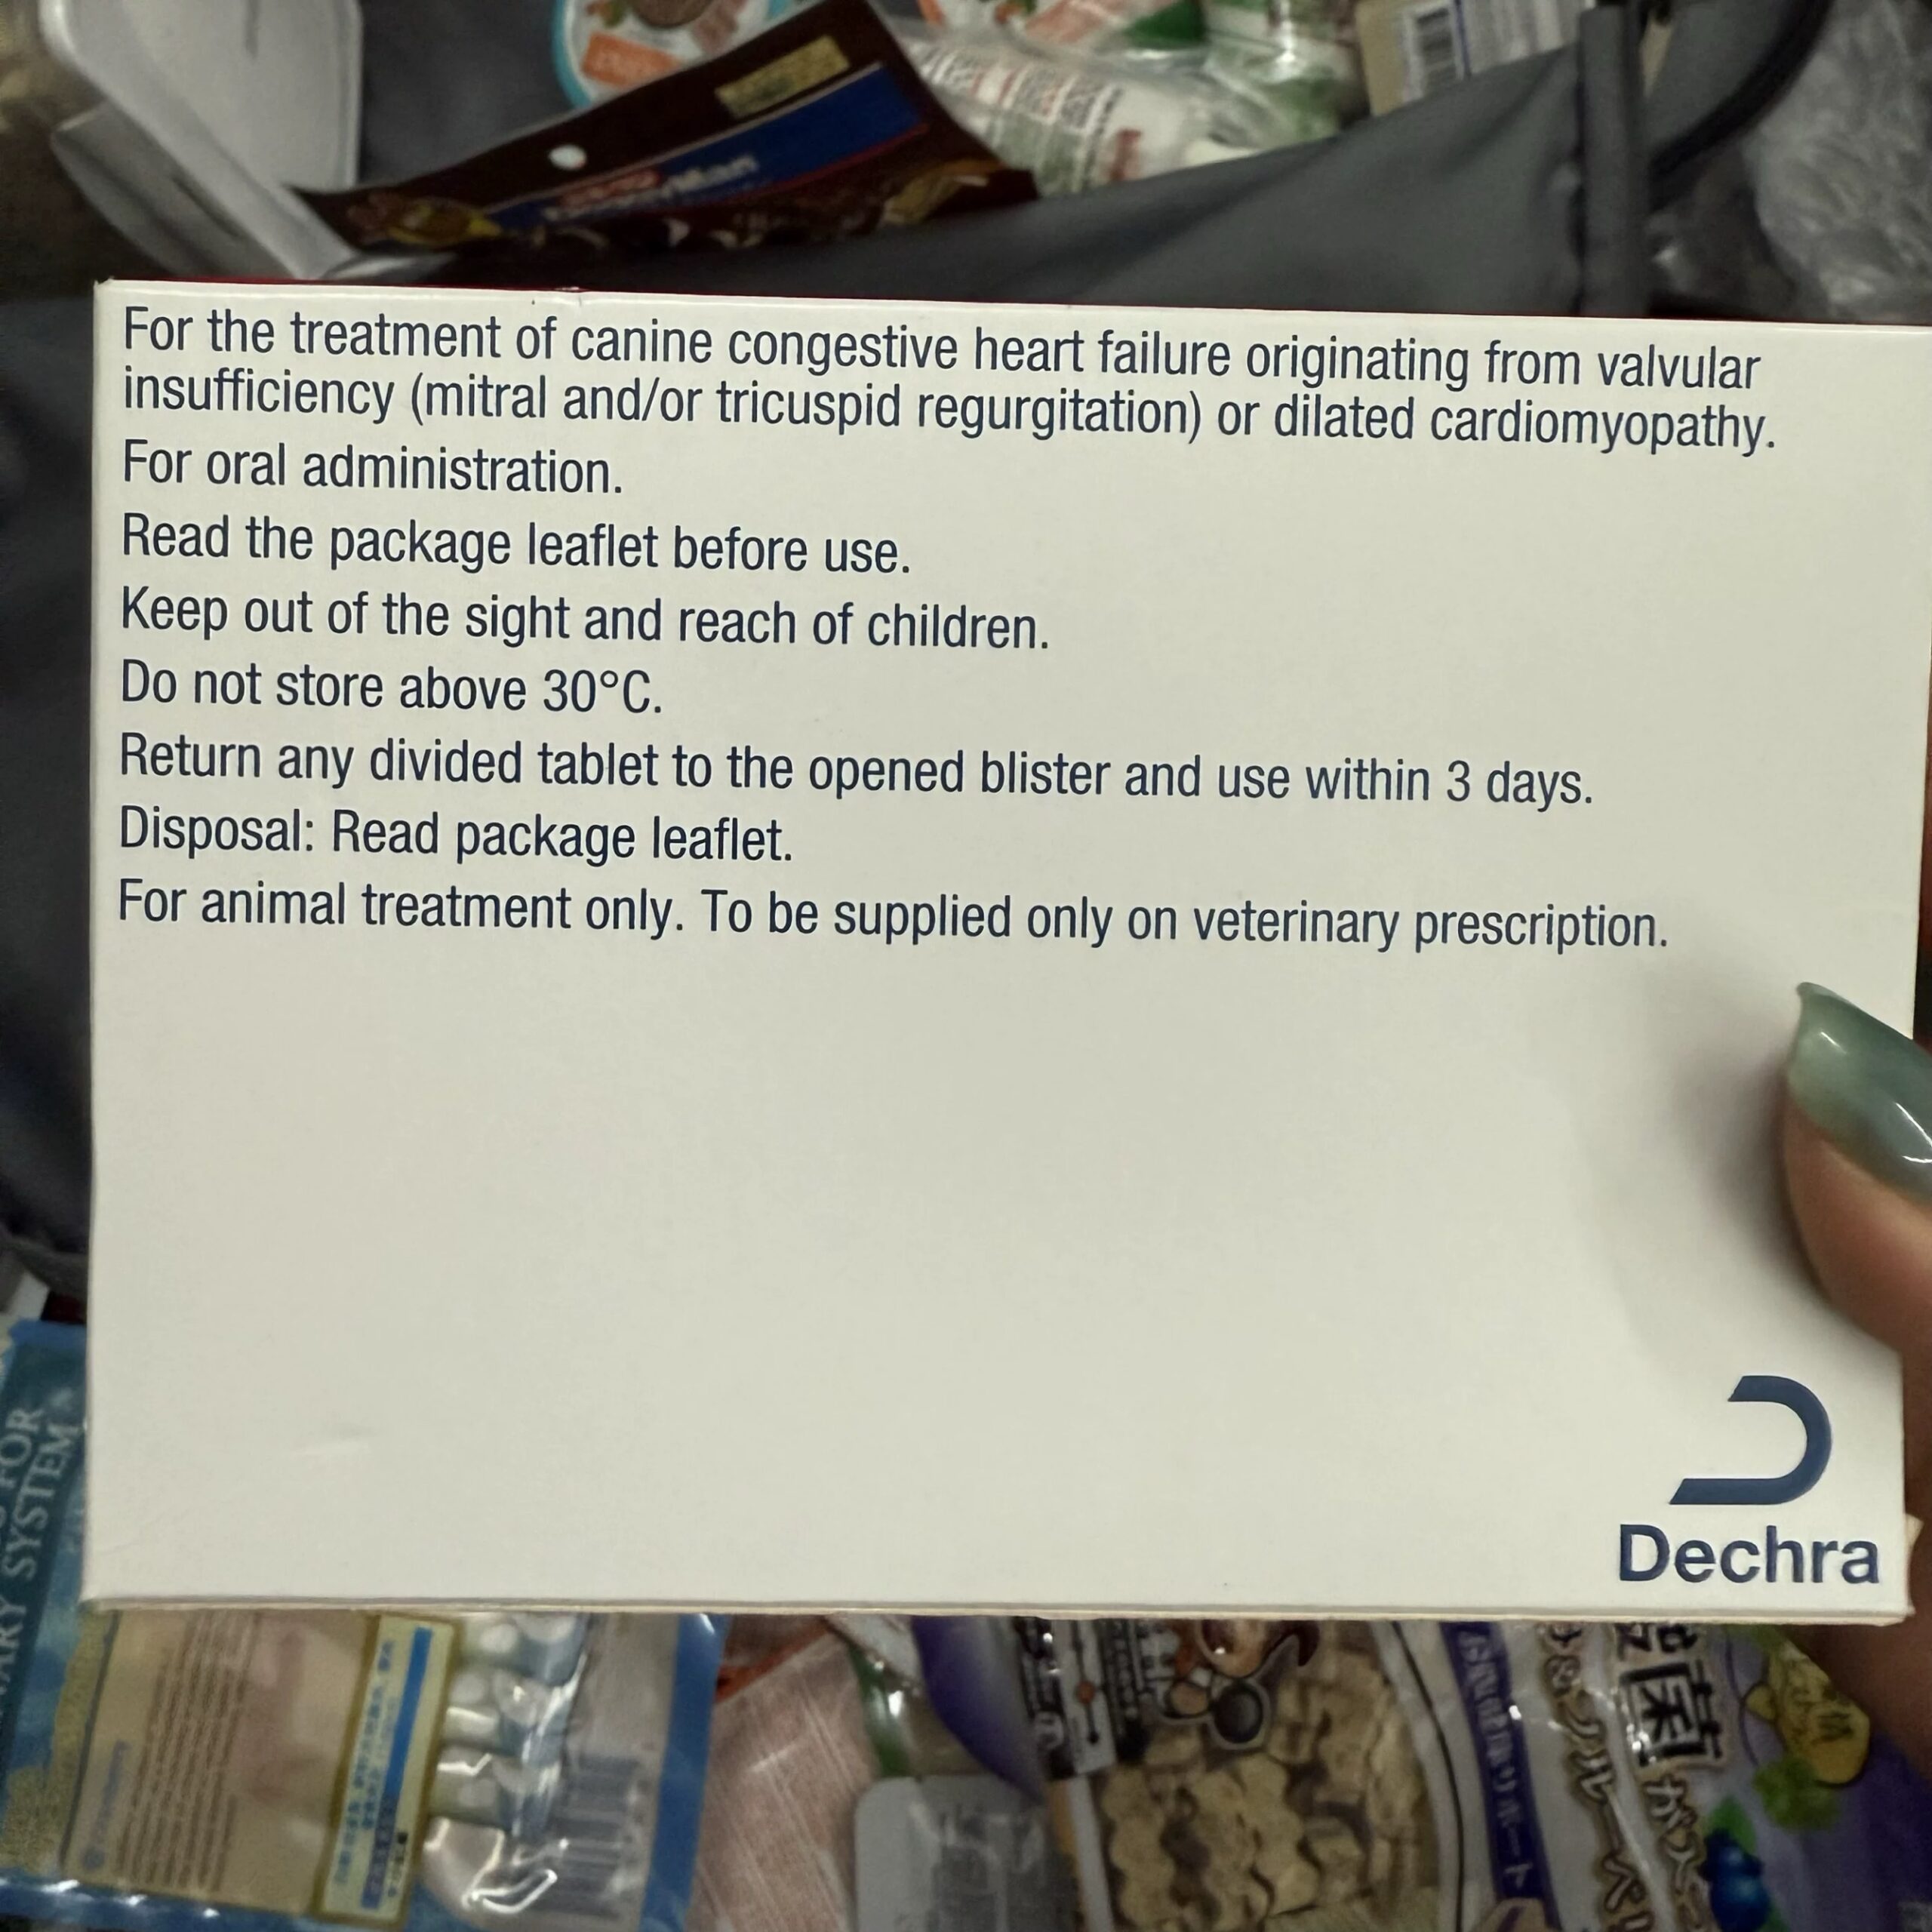 For the treatment of canine congestive heart failure originating from valvular
insufficiency (mitral and/or tricuspid regurgitation) or dilated cardiomyopathy.
For oral administration.
Read the package leaflet before use.
Keep out of the sight and reach of children.
Do not store above 30°C.
Return any divided tablet to the opened blister and use within 3 days.
Disposal: Read package leaflet.
For animal treatment only. To be supplied only on veterinary prescription.
Dechra
FOR
SYSTEM
菌